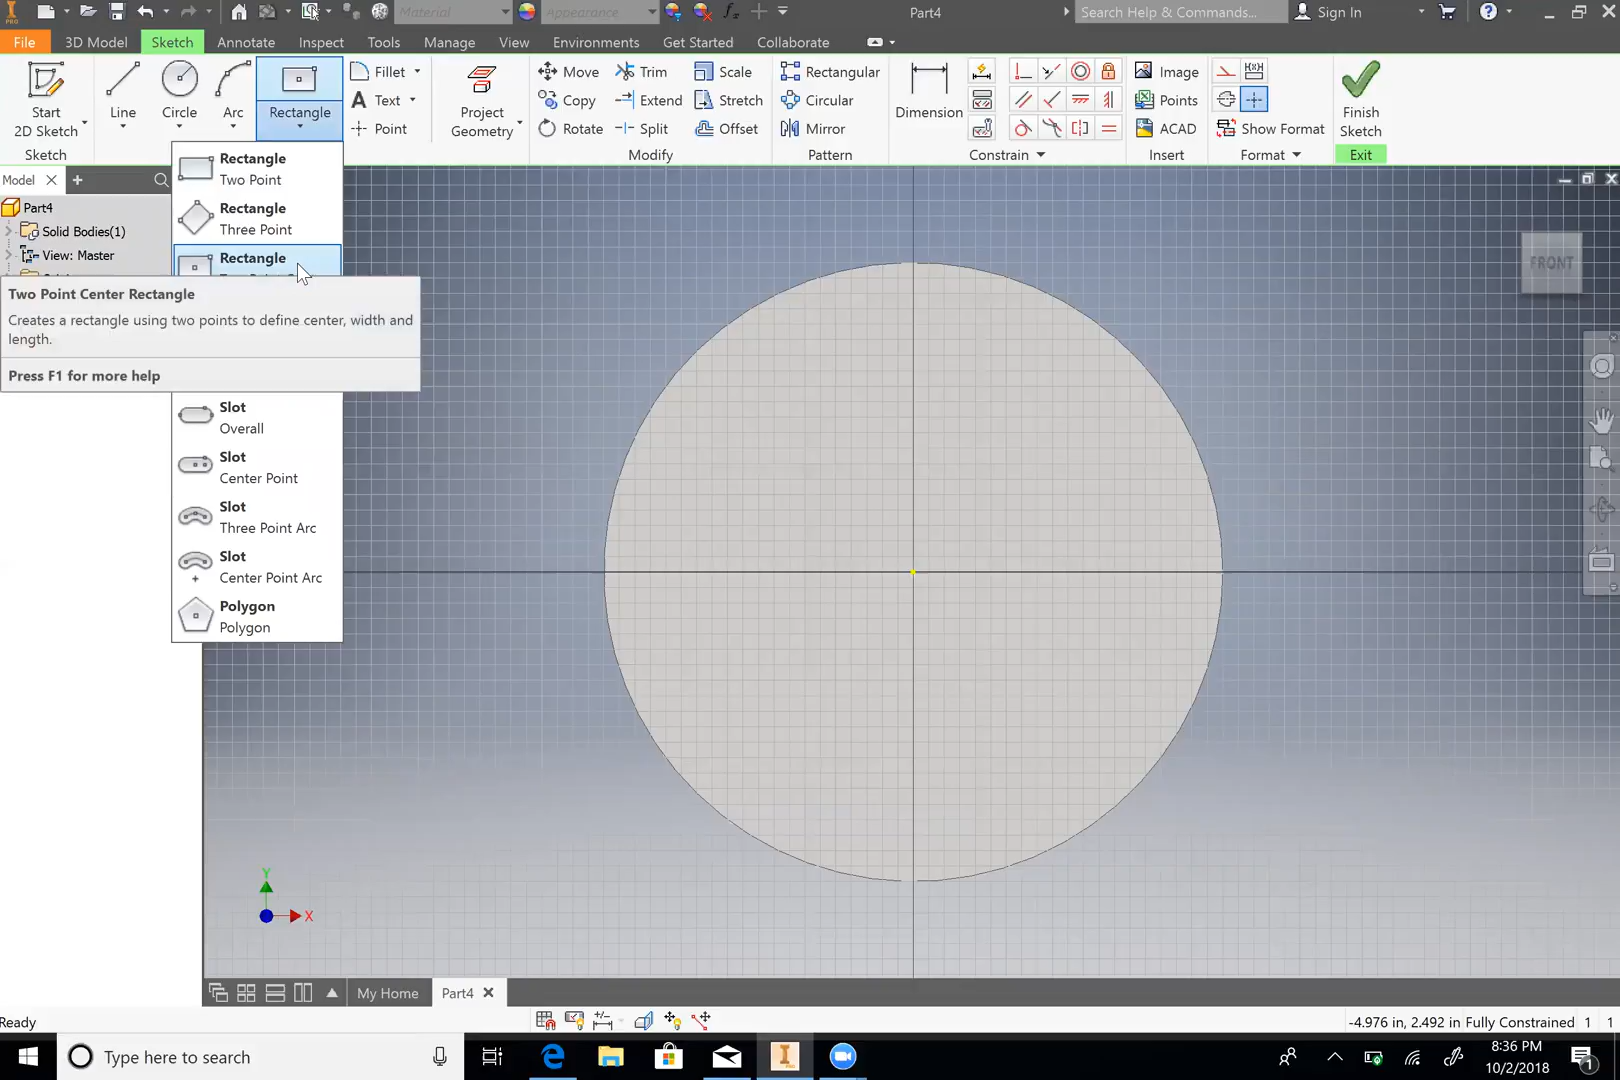 Material
Appearance
Part4
Search Help & Commands...
Sign In
File
3D Model
Sketch
Annotate
Inspect
Tools
Manage
View
Environments
Get Started
Collaborate
Start
2D Sketch
Line
Circle
Arc
Rectangle
Fillet
Text
Point
Project
Geometry
Move
Copy
Rotate
Trim
Extend
Split
Scale
Stretch
Offset
Rectangular
Circular
Mirror
Dimension
Image
Points
ACAD
Show Format
Finish
Sketch
Sketch
Modify
Pattern
Constrain
Insert
Format
Exit
Model
Part4
Solid Bodies(1)
View: Master
Rectangle
Two Point
Rectangle
Three Point
Rectangle
Two Point Center Rectangle
Creates a rectangle using two points to define center, width and
length.
Press F1 for more help
Slot
Overall
Slot
Center Point
Slot
Three Point Arc
Slot
Center Point Arc
Polygon
Polygon
FRONT
Y
X
My Home
Part4
Ready
-4.976 in, 2.492 in Fully Constrained 1 1
Type here to search
8:36 PM
10/2/2018
1